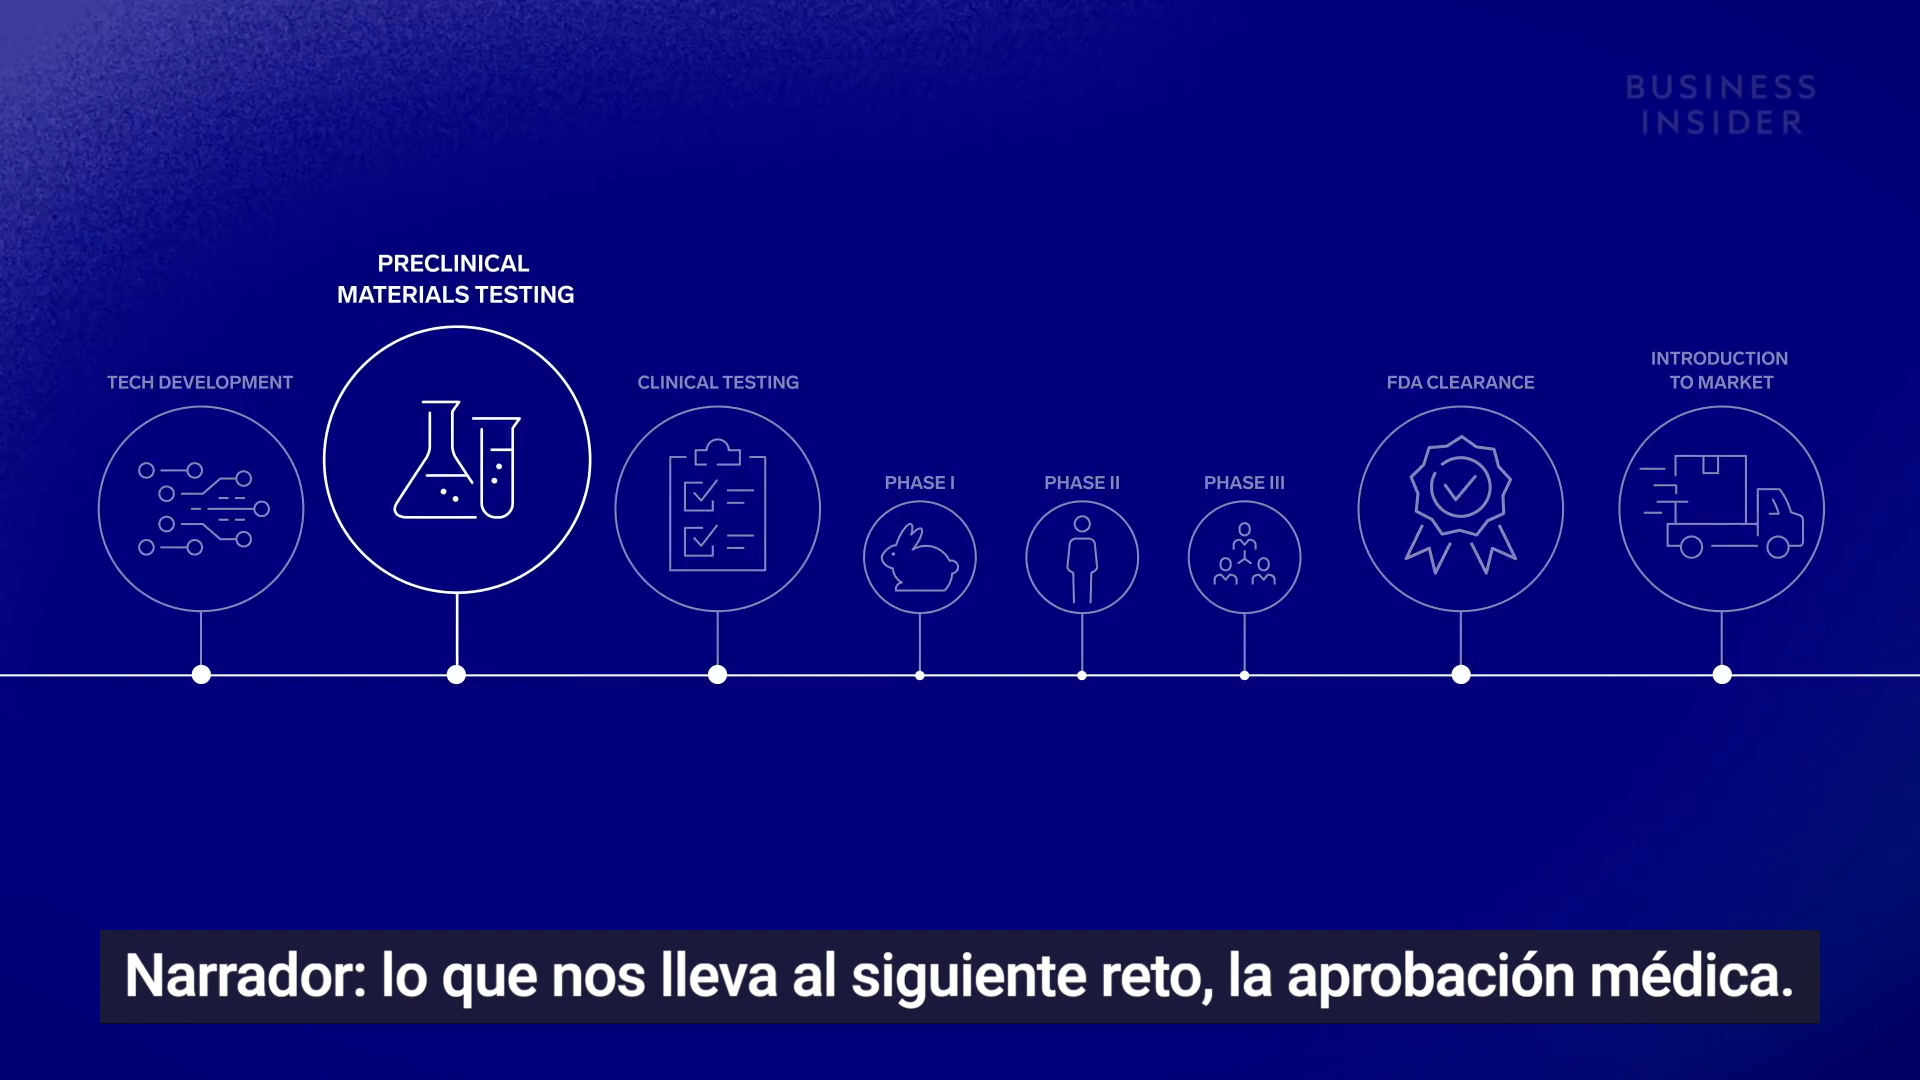 BUSINESS
INSIDER
PRECLINICAL
MATERIALS TESTING
TECH DEVELOPMENT
CLINICAL TESTING
PHASE I
PHASE II
PHASE III
FDA CLEARANCE
INTRODUCTION
TO MARKET
Narrador: lo que nos lleva al siguiente reto, la aprobación médica.